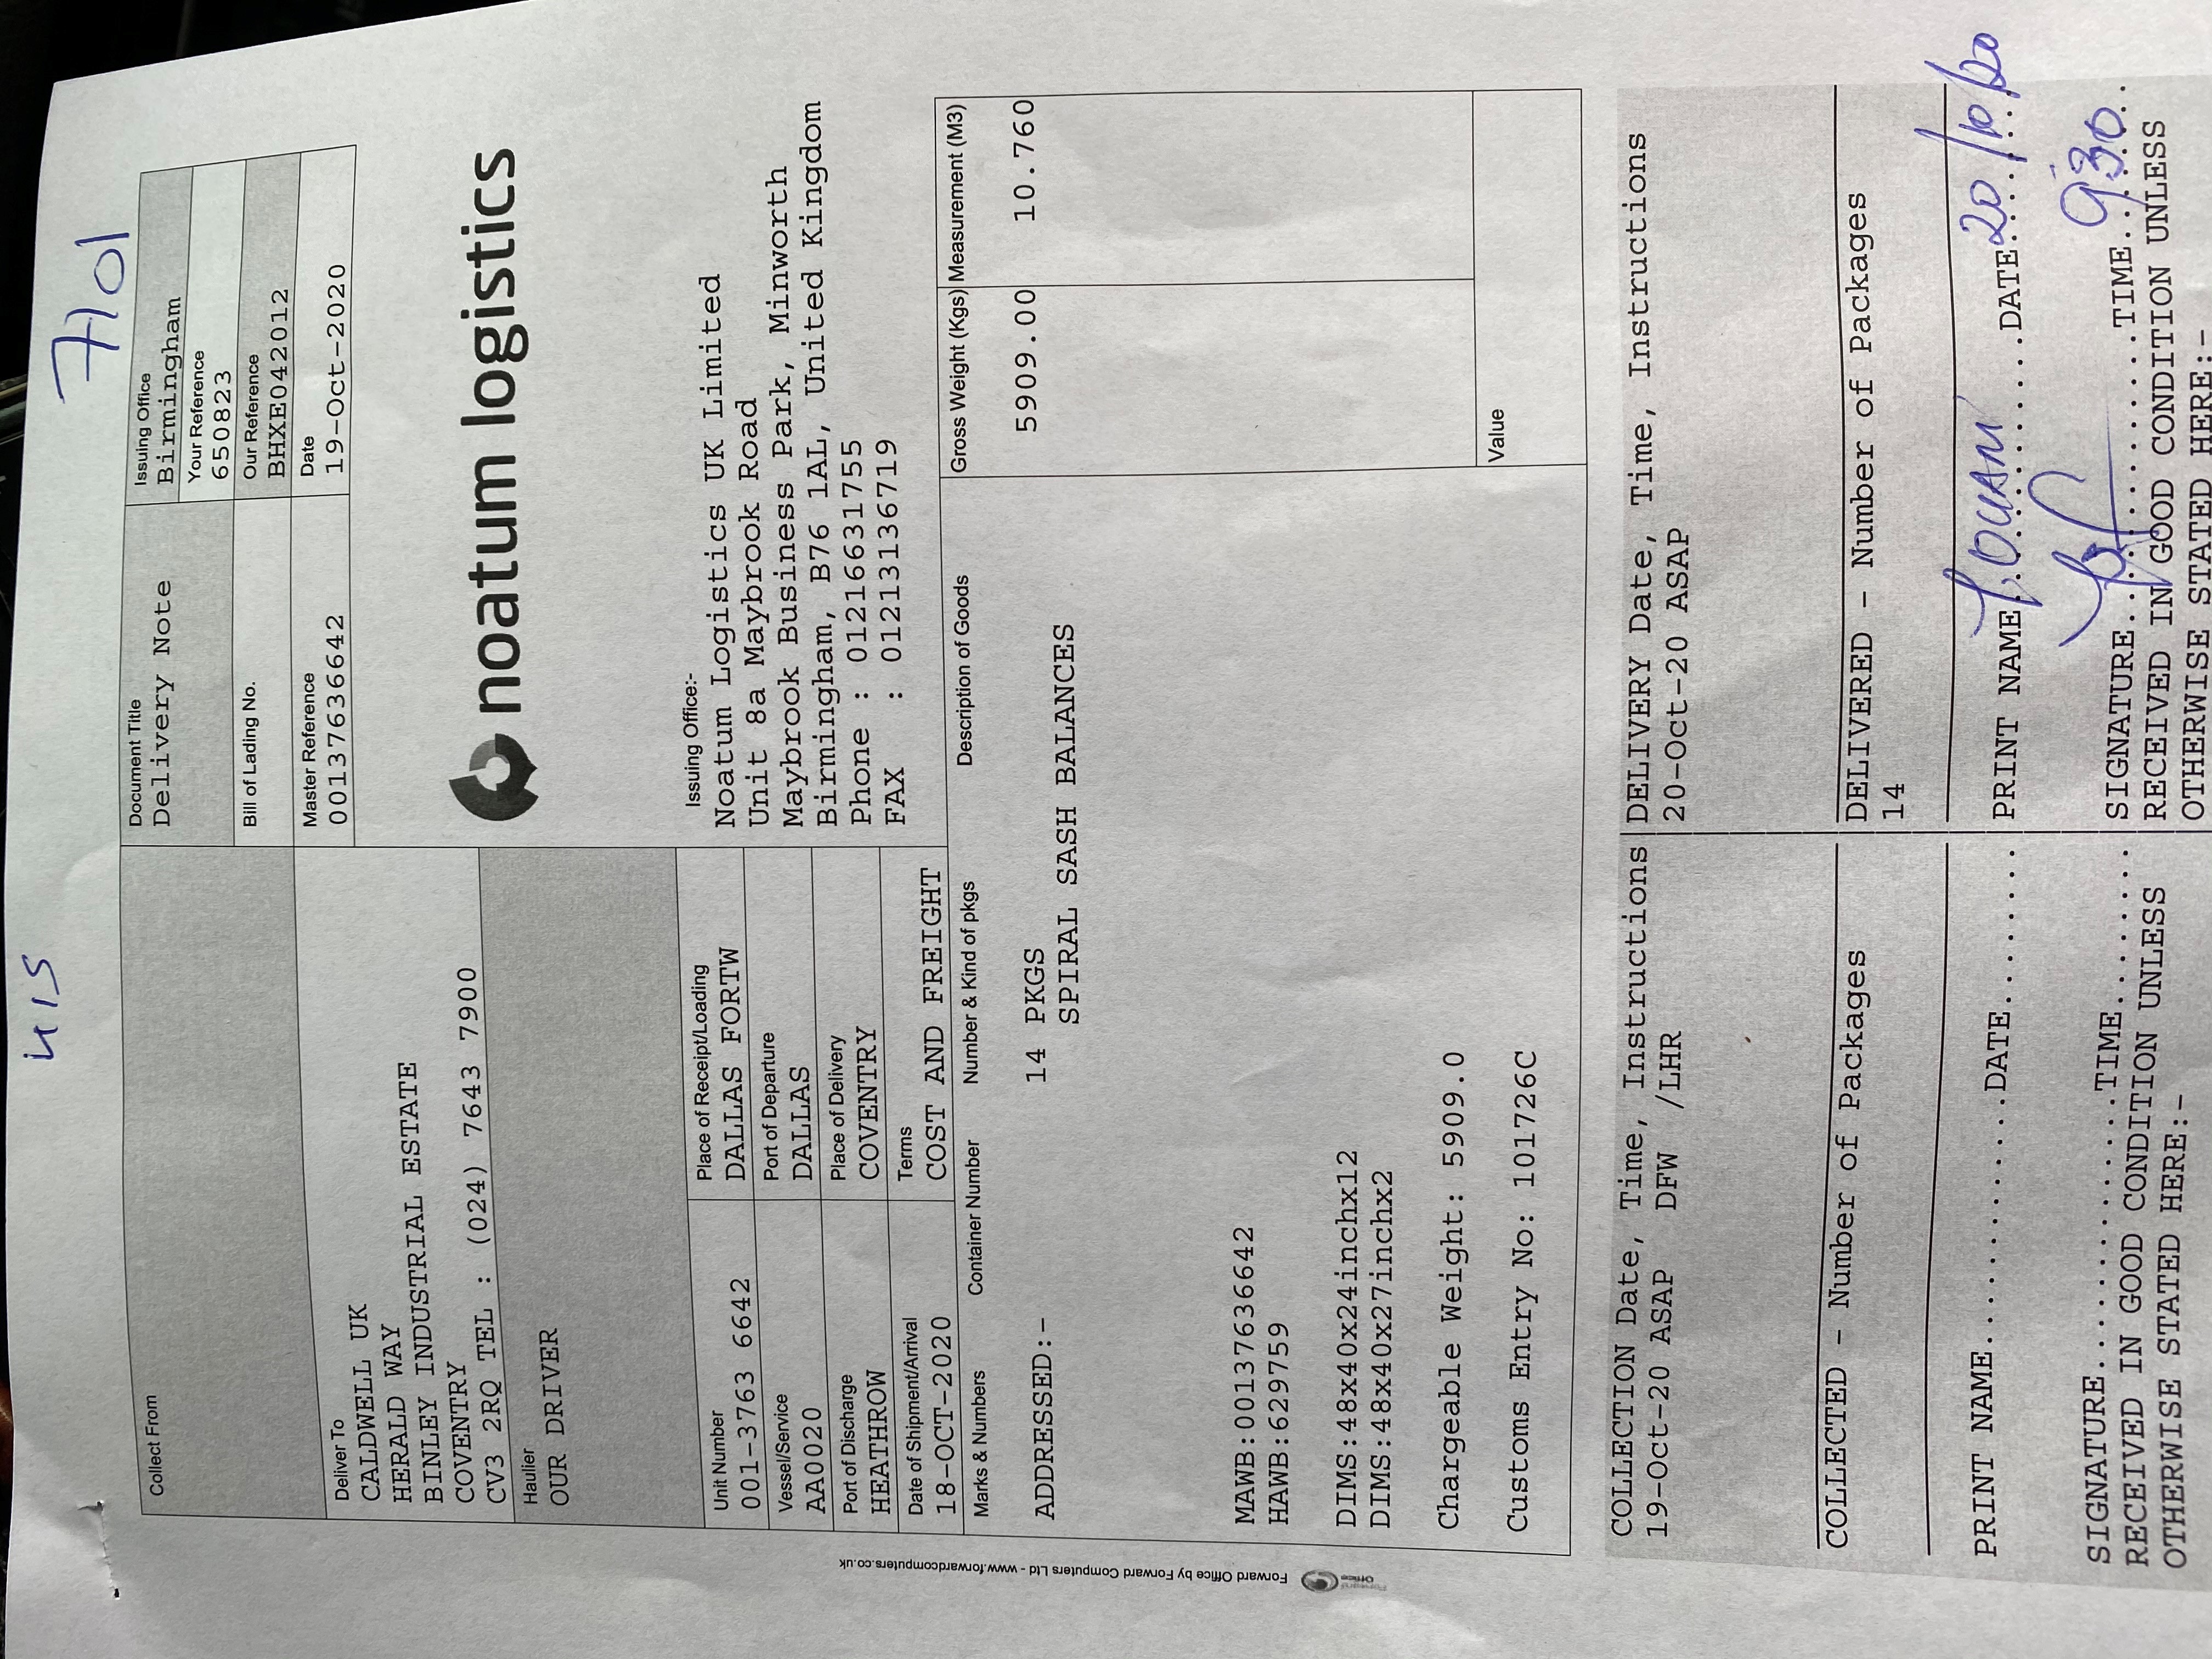 415
7101
Collect From
Document Title
Delivery Note
Issuing Office
Birmingham
Your Reference
650823
Bill of Lading No.
Our Reference
BHXE042012
Deliver To
CALDWELL UK
HERALD WAY
BINLEY INDUSTRIAL ESTATE
COVENTRY
CV3 2RQ TEL : (024) 7643 7900
Master Reference
00137636642
Date
19-Oct-2020
Haulier
OUR DRIVER
noatum logistics
Unit Number
001-3763 6642
Place of Receipt/Loading
DALLAS FORTW
Vessel/Service
AA0020
Port of Departure
DALLAS
Port of Discharge
HEATHROW
Place of Delivery
COVENTRY
Date of Shipment/Arrival
18-OCT-2020
Terms
COST AND FREIGHT
Issuing Office:-
Noatum Logistics UK Limited
Unit 8a Maybrook Road
Maybrook Business Park, Minworth
Birmingham, B76 1AL, United Kingdom
Phone : 01216631755
FAX : 01213136719
Marks & Numbers Container Number Number & Kind of pkgs Description of Goods Gross Weight (Kgs) Measurement (M3)
ADDRESSED:- 14 PKGS 5909.00 10.760
SPIRAL SASH BALANCES
MAWB:00137636642
HAWB:629759
DIMS:48x40x24inchx12
DIMS:48x40x27inchx2
Chargeable Weight: 5909.0
Customs Entry No: 101726C
Value
Forward Office by Forward Computers Ltd - www.forwardcomputers.co.uk
Forward Office
COLLECTION Date, Time, Instructions
19-Oct-20 ASAP DFW /LHR
COLLECTED - Number of Packages
PRINT NAME...............DATE.........
SIGNATURE................TIME.........
RECEIVED IN GOOD CONDITION UNLESS
OTHERWISE STATED HERE:-
DELIVERY Date, Time, Instructions
20-Oct-20 ASAP
DELIVERED - Number of Packages
14
PRINT NAME...............DATE 20/10/20
SIGNATURE................TIME 9:30
RECEIVED IN GOOD CONDITION UNLESS
OTHERWISE STATED HERE:-